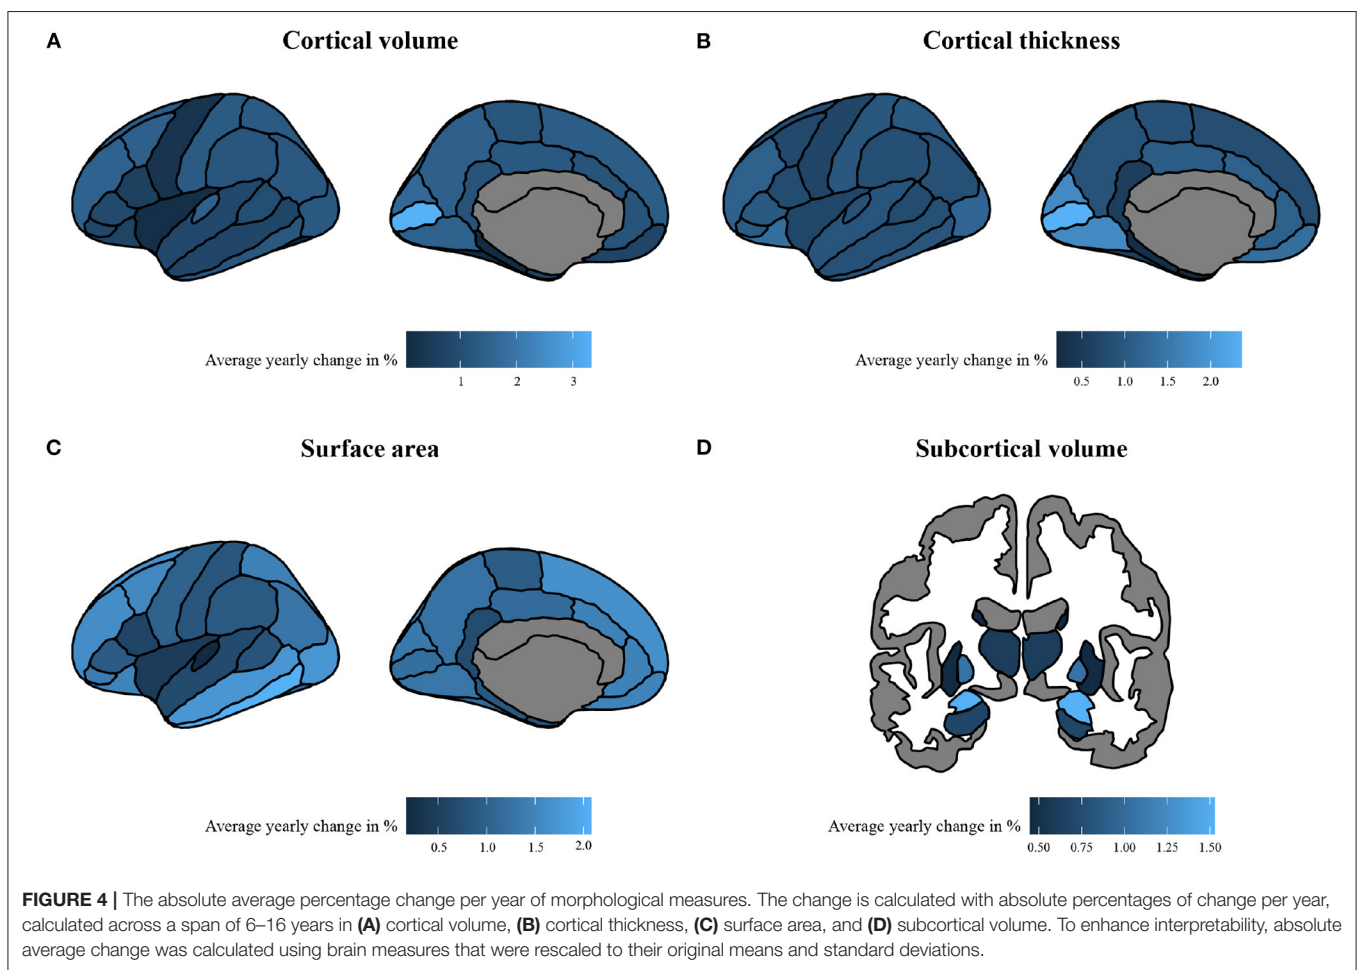 A
Cortical volume
B
Cortical thickness
Average yearly change in %
1 2 3
Average yearly change in %
0.5 1.0 1.5 2.0
C
Surface area
D
Subcortical volume
Average yearly change in %
0.5 1.0 1.5 2.0
Average yearly change in %
0.50 0.75 1.00 1.25 1.50
FIGURE 4 | The absolute average percentage change per year of morphological measures. The change is calculated with absolute percentages of change per year,
calculated across a span of 6–16 years in (A) cortical volume, (B) cortical thickness, (C) surface area, and (D) subcortical volume. To enhance interpretability, absolute
average change was calculated using brain measures that were rescaled to their original means and standard deviations.